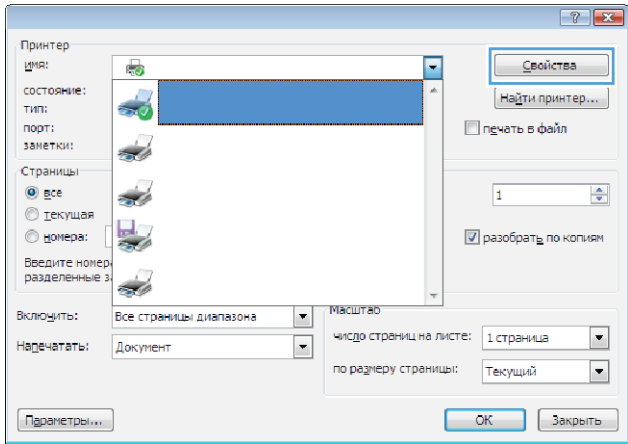 Принтер
имя:
Свойства
состояние:
Найти принтер...
тип:
порт:
печать в файл
заметки:
Страницы
все
1
текущая
номера:
разобрать по копиям
Введите номер
разделенные з
Включить:
Все страницы диапазона
Масштаб
число страниц на листе:
1 страница
Напечатать:
Документ
по размеру страницы:
Текущий
Параметры...
ОК
Закрыть